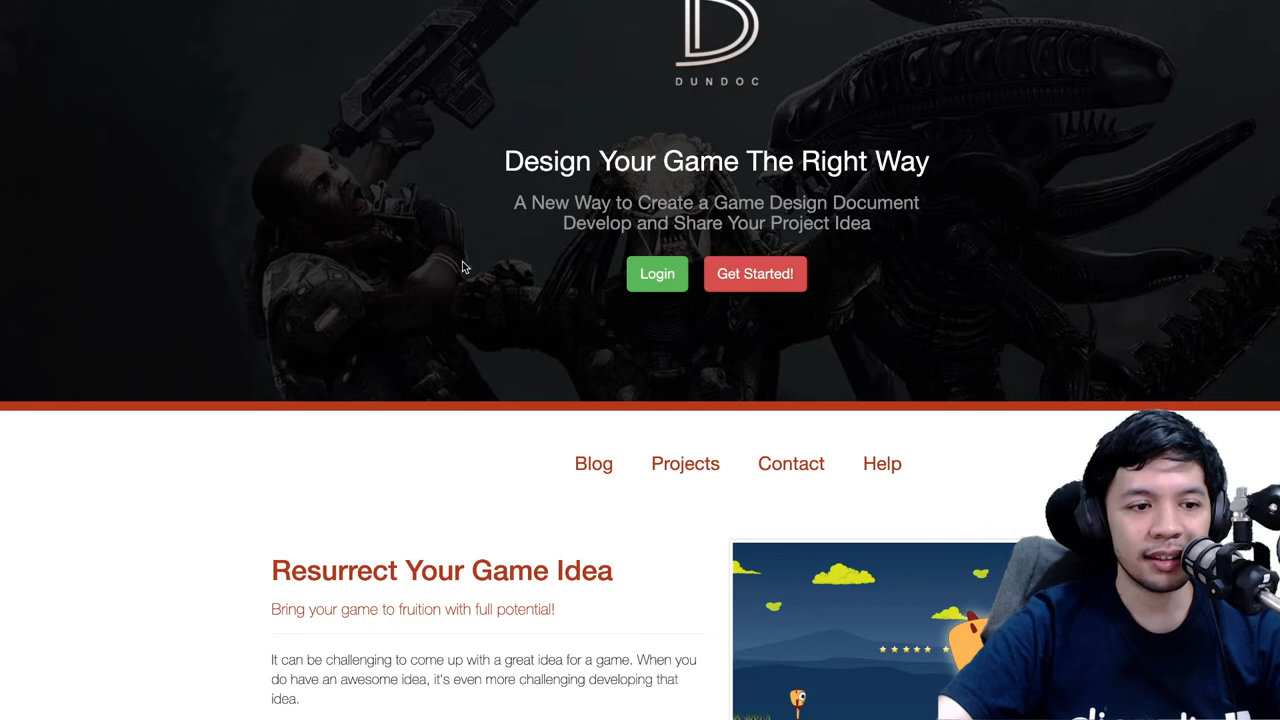 DUNDOC
Design Your Game The Right Way
A New Way to Create a Game Design Document
Develop and Share Your Project Idea
Login
Get Started!
Blog
Projects
Contact
Help
Resurrect Your Game Idea
Bring your game to fruition with full potential!
It can be challenging to come up with a great idea for a game. When you
do have an awesome idea, it's even more challenging developing that
idea.